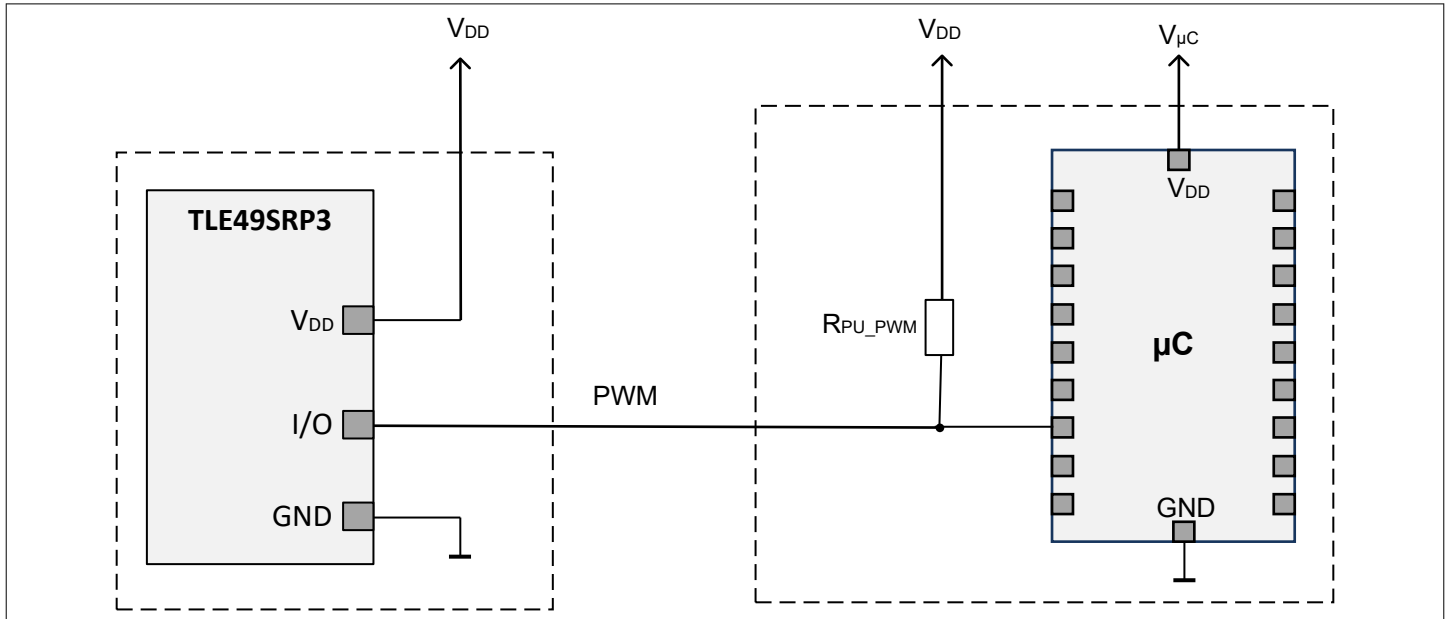 VDD
VDD
VµC
TLE49SRP3
VDD
VDD
RPU_PWM
µC
PWM
I/O
GND
GND